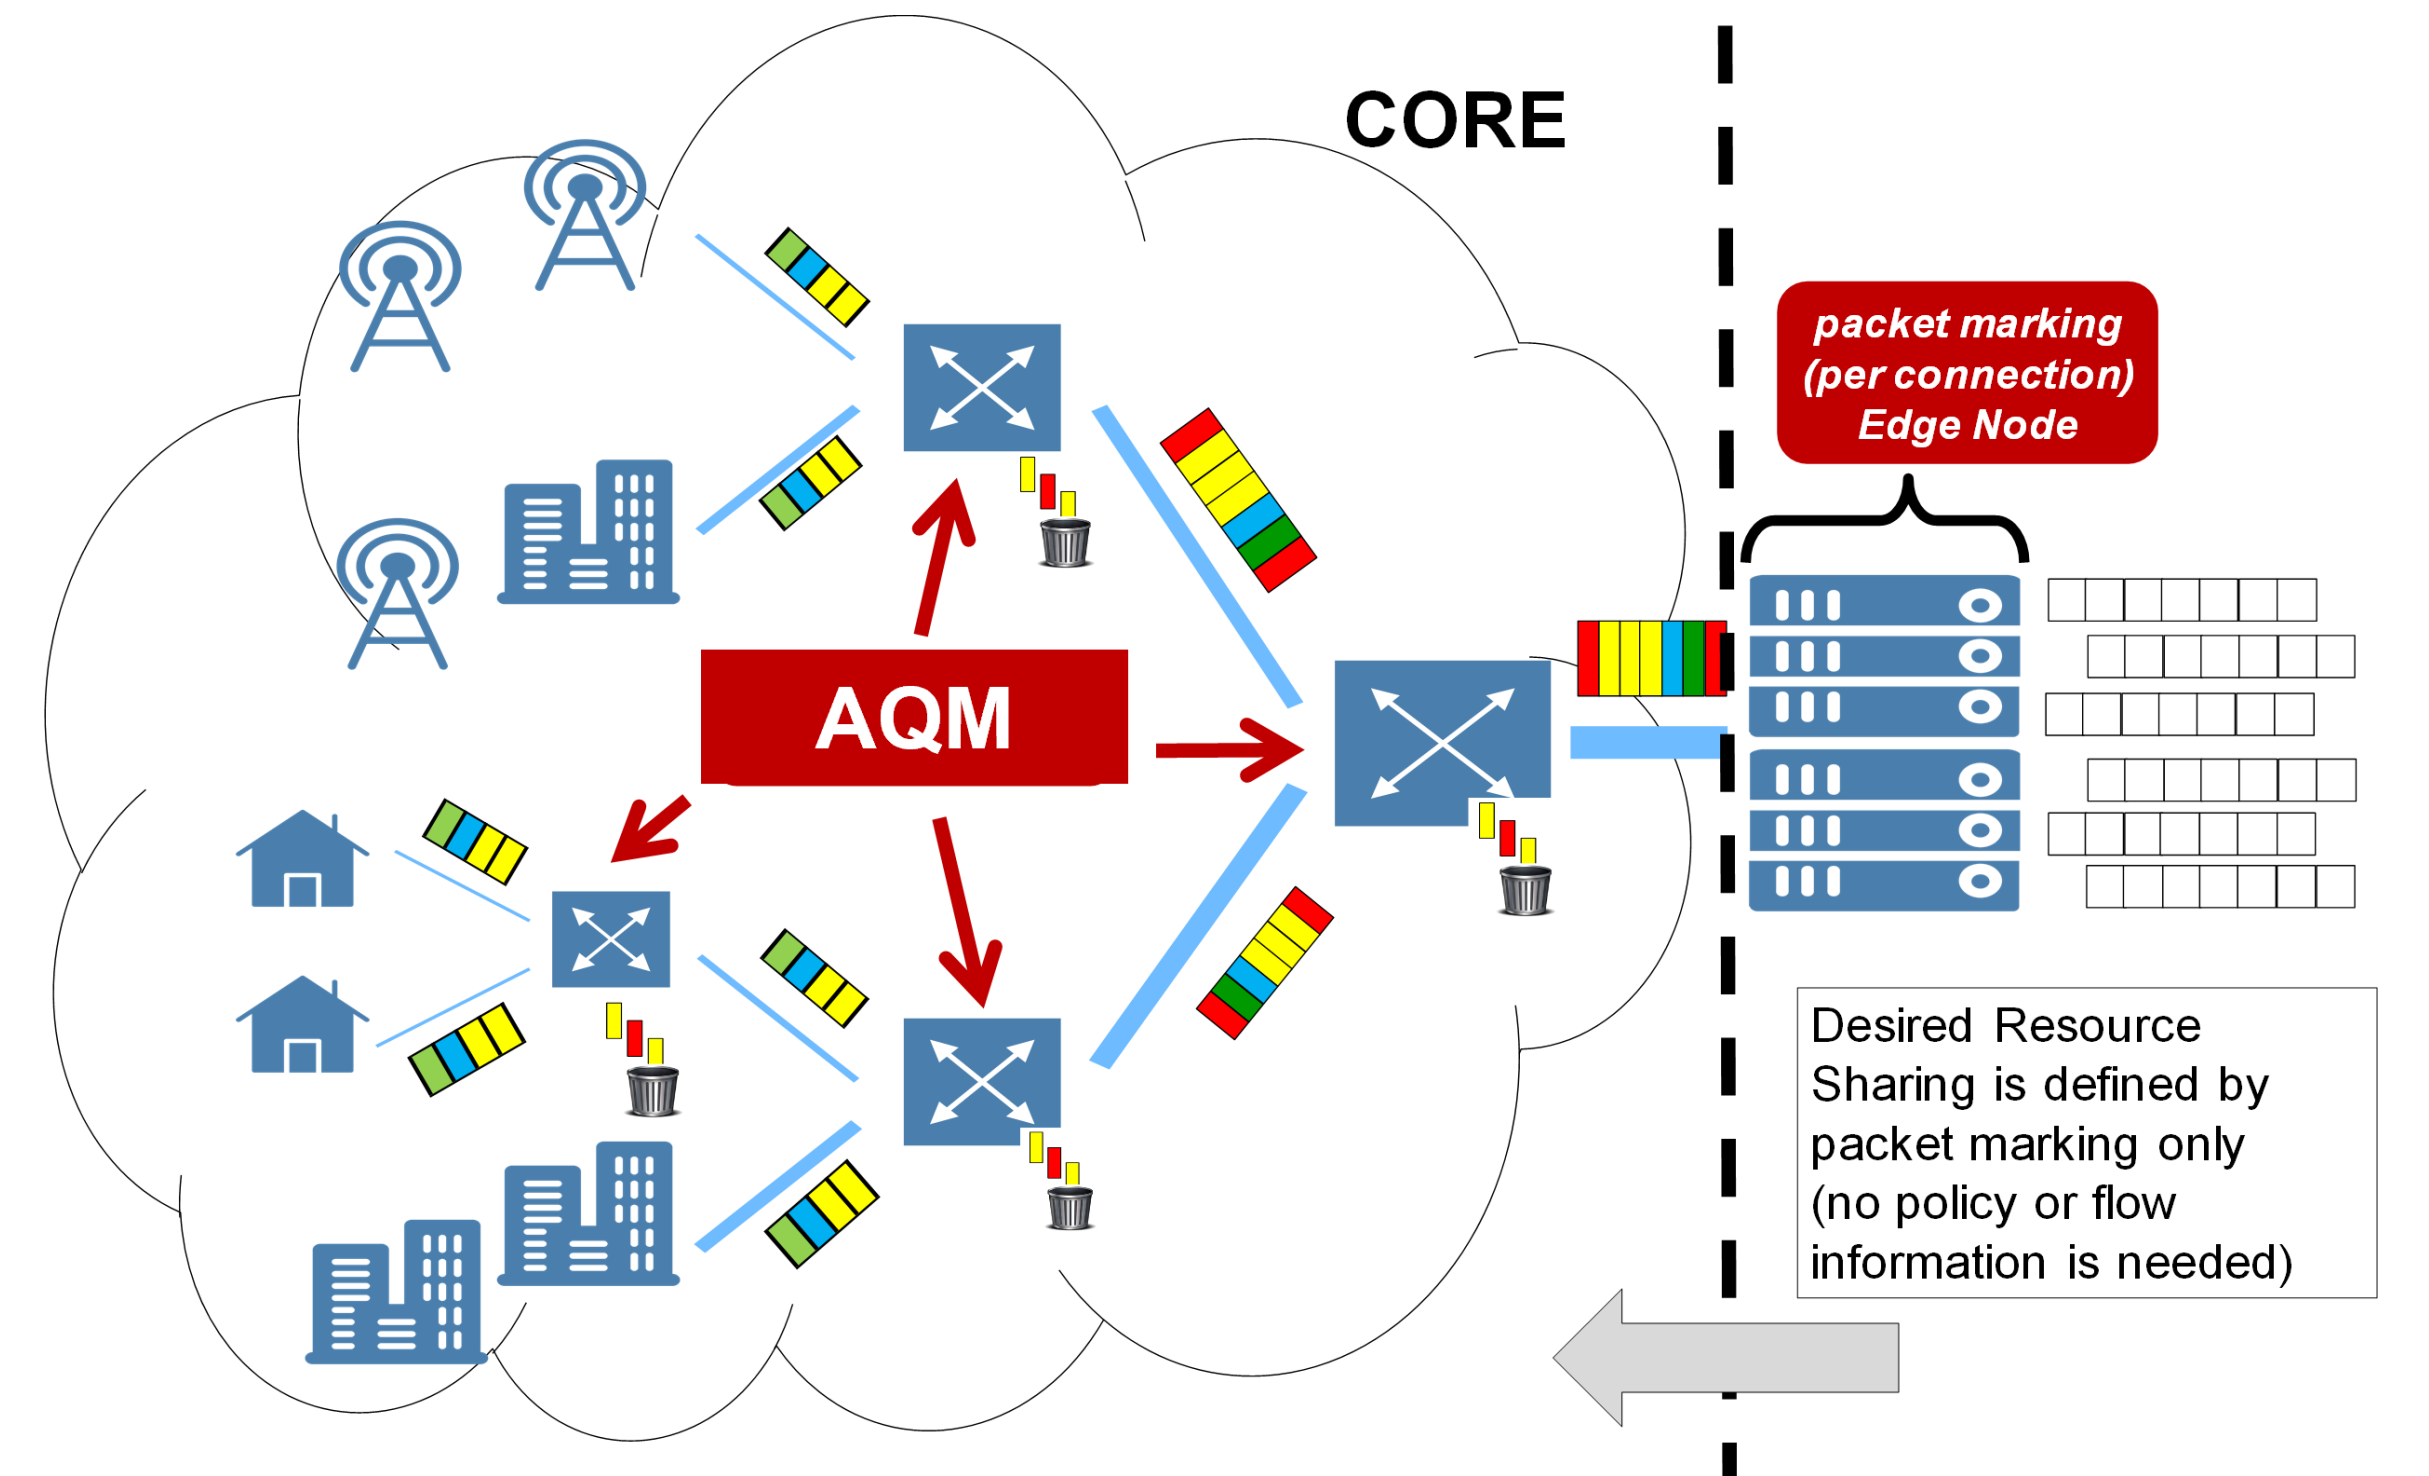 CORE
packet marking
(per connection)
Edge Node
AQM
Desired Resource
Sharing is defined by
packet marking only
(no policy or flow
information is needed)